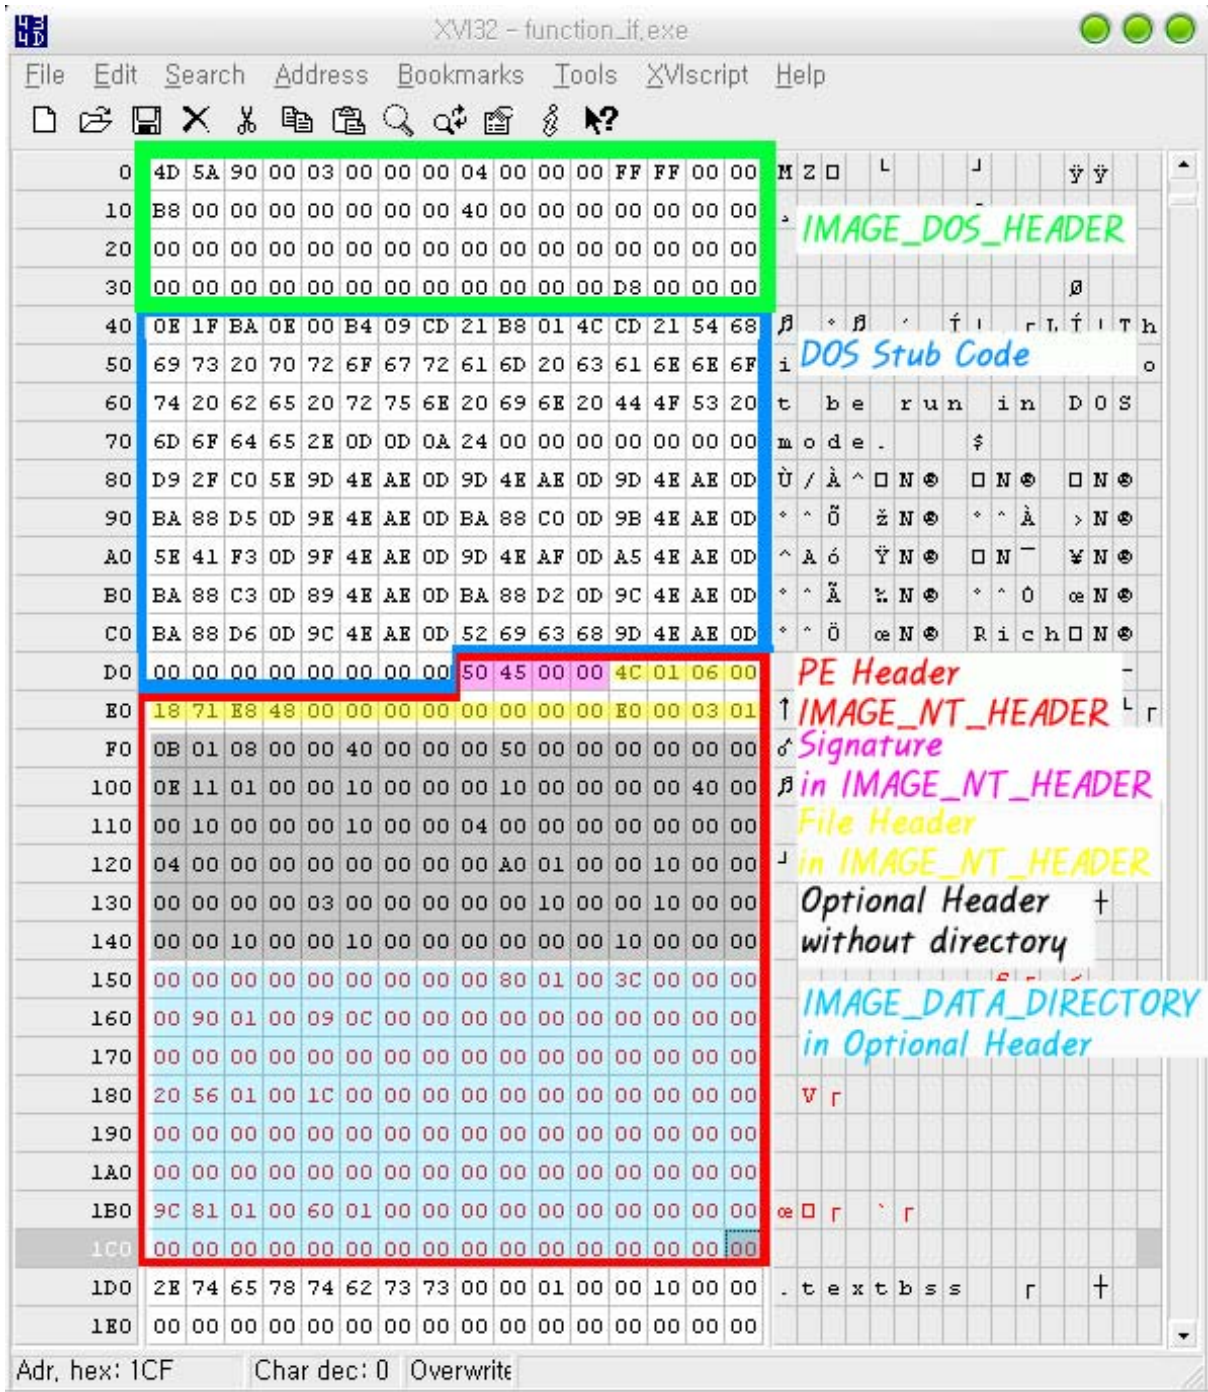 XVI32 - function_if.exe
File Edit Search Address Bookmarks Tools XVIscript Help
0 4D 5A 90 00 03 00 00 00 04 00 00 00 FF FF 00 00 M Z ÿ ÿ
10 B8 00 00 00 00 00 00 00 40 00 00 00 00 00 00 00
IMAGE_DOS_HEADER
20 00 00 00 00 00 00 00 00 00 00 00 00 00 00 00 00
30 00 00 00 00 00 00 00 00 00 00 00 00 D8 00 00 00 Ø
40 0E 1F BA 0E 00 B4 09 CD 21 B8 01 4C CD 21 54 68 Í L Í T h
50 69 73 20 70 72 6F 67 72 61 6D 20 63 61 6E 6E 6F i o
DOS Stub Code
60 74 20 62 65 20 72 75 6E 20 69 6E 20 44 4F 53 20 t b e r u n i n D O S
70 6D 6F 64 65 2E 0D 0D 0A 24 00 00 00 00 00 00 00 m o d e . $
80 D9 2F C0 5E 9D 4E AE 0D 9D 4E AE 0D 9D 4E AE 0D Ù / À ^ N ® N ® N ®
90 BA 88 D5 0D 9E 4E AE 0D BA 88 C0 0D 9B 4E AE 0D º ˆ Õ ž N ® º ˆ À › N ®
A0 5E 41 F3 0D 9F 4E AE 0D 9D 4E AF 0D A5 4E AE 0D ^ A ó Ÿ N ® N ¯ ¥ N ®
B0 BA 88 C3 0D 89 4E AE 0D BA 88 D2 0D 9C 4E AE 0D º ˆ Ã ‰ N ® º ˆ Ò œ N ®
C0 BA 88 D6 0D 9C 4E AE 0D 52 69 63 68 9D 4E AE 0D º ˆ Ö œ N ® R i c h N ®
D0 00 00 00 00 00 00 00 00 50 45 00 00 4C 01 06 00
PE Header
E0 18 71 E8 48 00 00 00 00 00 00 00 00 E0 00 03 01
IMAGE_NT_HEADER
F0 0B 01 08 00 00 40 00 00 00 50 00 00 00 00 00 00
Signature
100 0E 11 01 00 00 10 00 00 00 10 00 00 00 00 40 00
in IMAGE_NT_HEADER
110 00 10 00 00 00 10 00 00 04 00 00 00 00 00 00 00
File Header
120 04 00 00 00 00 00 00 00 00 A0 01 00 00 10 00 00
in IMAGE_NT_HEADER
130 00 00 00 00 03 00 00 00 00 00 10 00 00 10 00 00
Optional Header
140 00 00 10 00 00 10 00 00 00 00 00 00 10 00 00 00
without directory
150 00 00 00 00 00 00 00 00 00 80 01 00 3C 00 00 00
IMAGE_DATA_DIRECTORY
160 00 90 01 00 09 0C 00 00 00 00 00 00 00 00 00 00
in Optional Header
170 00 00 00 00 00 00 00 00 00 00 00 00 00 00 00 00
180 20 56 01 00 1C 00 00 00 00 00 00 00 00 00 00 00 V
190 00 00 00 00 00 00 00 00 00 00 00 00 00 00 00 00
1A0 00 00 00 00 00 00 00 00 00 00 00 00 00 00 00 00
1B0 9C 81 01 00 60 01 00 00 00 00 00 00 00 00 00 00 œ `
1C0 00 00 00 00 00 00 00 00 00 00 00 00 00 00 00 00
1D0 2E 74 65 78 74 62 73 73 00 00 01 00 00 10 00 00 . t e x t b s s
1E0 00 00 00 00 00 00 00 00 00 00 00 00 00 00 00 00
Adr. hex: 1CF Char dec: 0 Overwrite